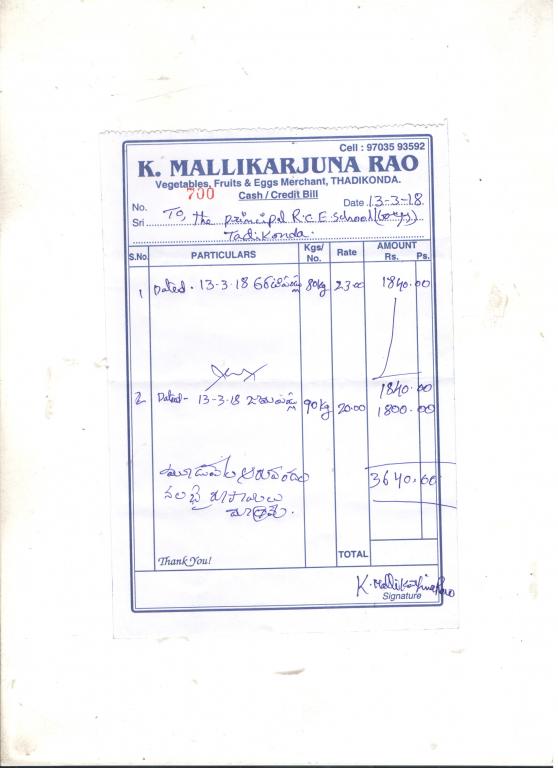 Cell : 97035 93592
K. MALLIKARJUNA RAO
Vegetables, Fruits & Eggs Merchant, THADIKONDA.
700 Cash / Credit Bill
No. Date 13-3-18
Sri To, the principal R.C.E. School (Boys)
Tadikonda.
S.No. PARTICULARS Kgs/ No. Rate AMOUNT Rs. Ps.
1 Dated. 13-3-18 80kg 23.00 1840.00
1840.00
2 Dated- 13-3-18 90kg 20.00 1800.00
3640.00
రూపాయలు
మాత్రమే.
Thank You!
TOTAL
K. Mallikarjuna Rao
Signature